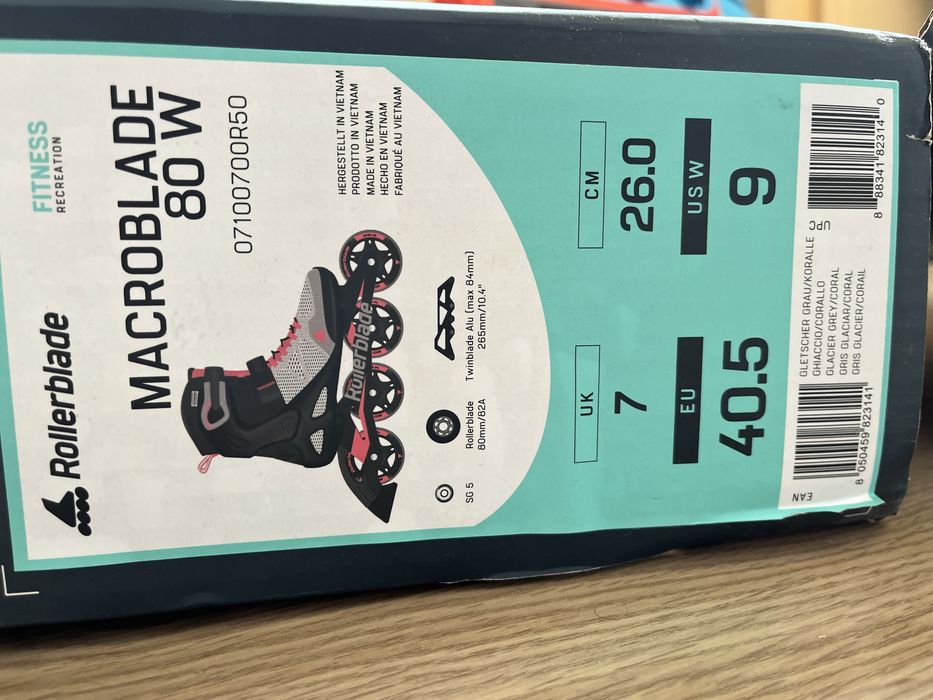 Rollerblade
FITNESS
RECREATION
MACROBLADE
80 W
07100700R50
Rollerblade
HERGESTELLT IN VIETNAM
PRODOTTO IN VIETNAM
MADE IN VIETNAM
HECHO EN VIETNAM
FABRIQUÉ AU VIETNAM
SG 5
Rollerblade
80mm/82A
Twinblade Alu (max 84mm)
265mm/10.4"
UK
7
CM
26.0
EU
40.5
US W
9
EAN
8 050459 823141
GLETSCHER GRAU/KORALLE
GHIACCIO/CORALLO
GLACIER GREY/CORAL
GRIS GLACIAR/CORAL
GRIS GLACIER/CORAIL
UPC
8 88341 82314 0